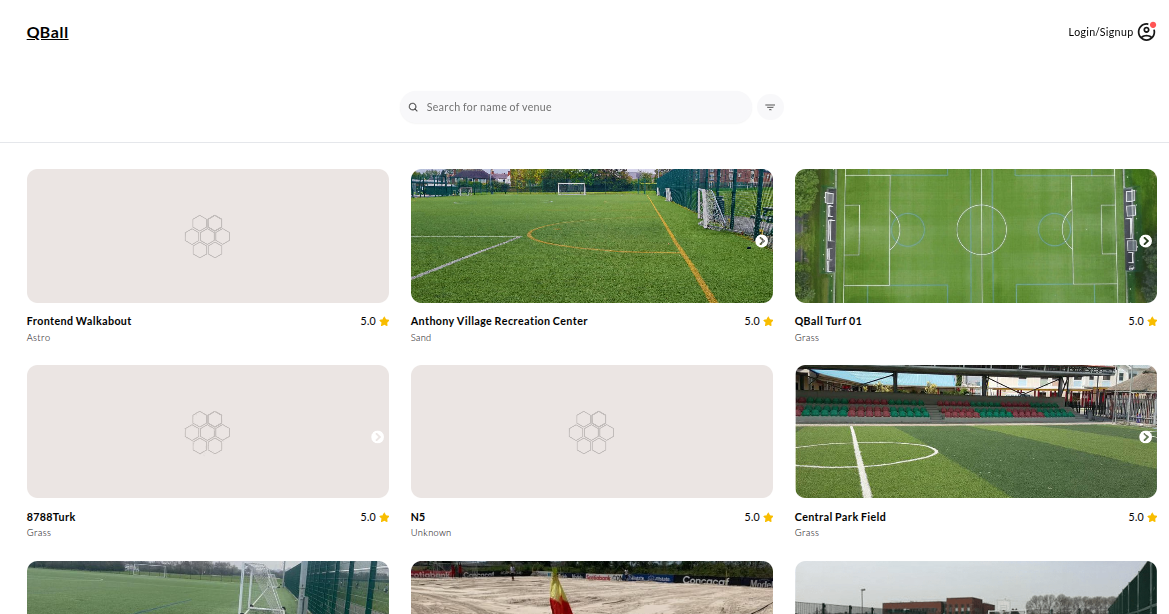 QBall
Login/Signup
Search for name of venue
Frontend Walkabout 5.0
Astro
Anthony Village Recreation Center 5.0
Sand
QBall Turf 01 5.0
Grass
8788Turk 5.0
Grass
N5 5.0
Unknown
Central Park Field 5.0
Grass
Scotiabank
Concacaf